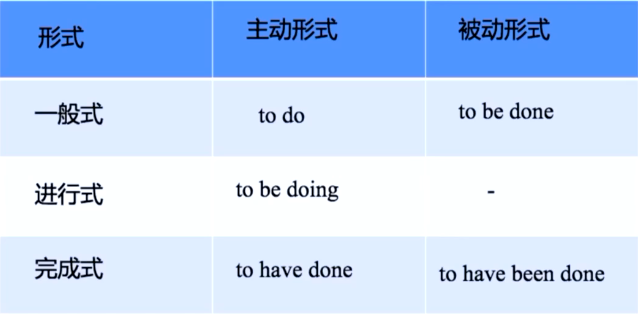 形式 主动形式 被动形式
一般式 to do to be done
进行式 to be doing -
完成式 to have done to have been done